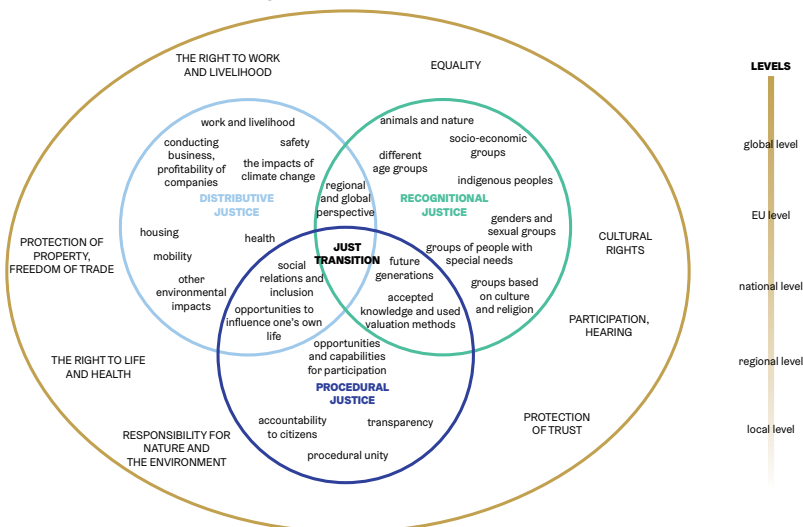 THE RIGHT TO WORK
AND LIVELIHOOD
EQUALITY
LEVELS
work and livelihood
animals and nature
conducting
business,
profitability of
companies
safety
the impacts of
climate change
different
age groups
socio-economic
groups
global level
indigenous peoples
regional
and global
perspective
DISTRIBUTIVE
JUSTICE
RECOGNITIONAL
JUSTICE
EU level
genders and
sexual groups
housing
health
JUST
TRANSITION
groups of people with
special needs
PROTECTION OF
PROPERTY,
FREEDOM OF TRADE
CULTURAL
RIGHTS
mobility
social
relations and
inclusion
future
generations
other
environmental
impacts
groups based
on culture
and religion
national level
accepted
knowledge and used
valuation methods
opportunities to
influence one's own
life
PARTICIPATION,
HEARING
opportunities
and capabilities
for participation
THE RIGHT TO LIFE
AND HEALTH
regional level
PROCEDURAL
JUSTICE
accountability
to citizens
transparency
PROTECTION
OF TRUST
local level
RESPONSIBILITY FOR
NATURE AND
THE ENVIRONMENT
procedural unity